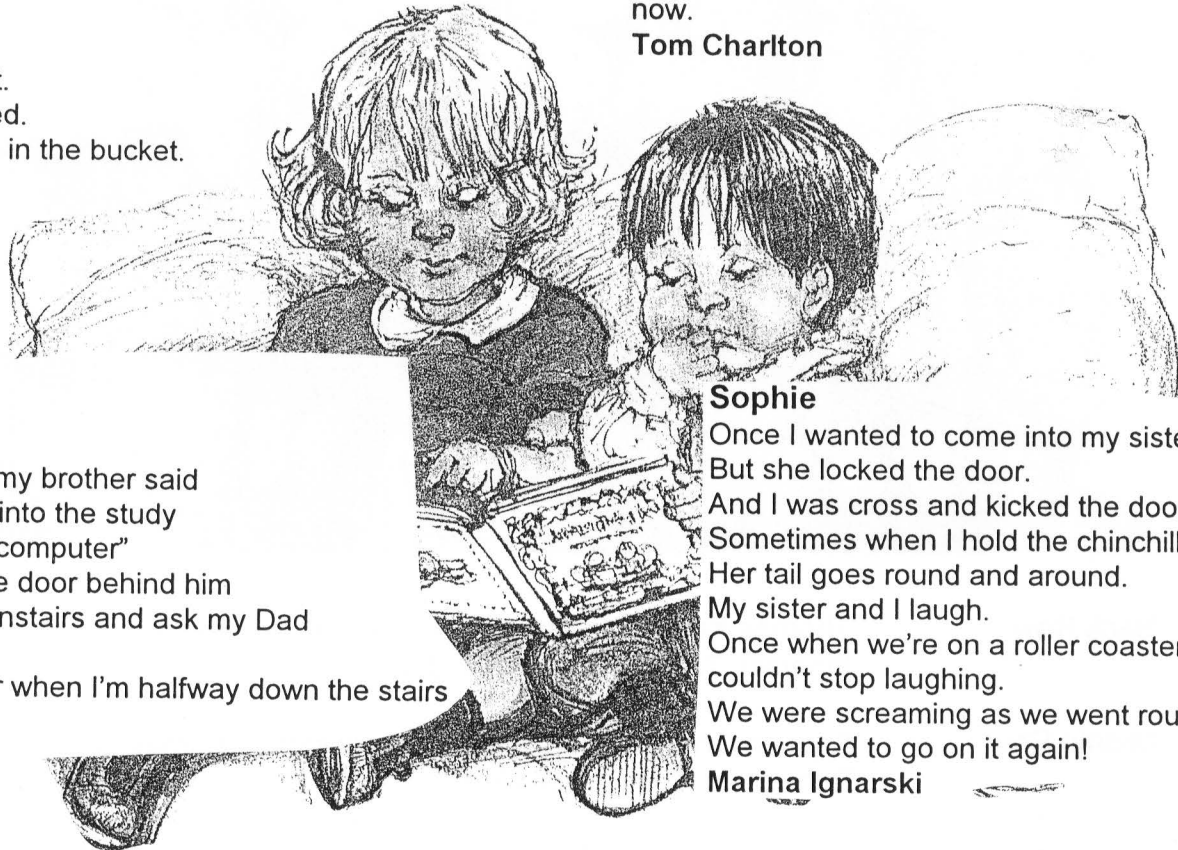 now.
Tom Charlton
ed.
in the bucket.
my brother said
into the study
computer"
door behind him
nstairs and ask my Dad
when I'm halfway down the stairs
Sophie
Once I wanted to come into my siste
But she locked the door.
And I was cross and kicked the doo
Sometimes when I hold the chinchill
Her tail goes round and around.
My sister and I laugh.
Once when we're on a roller coaster
couldn't stop laughing.
We were screaming as we went rou
We wanted to go on it again!
Marina Ignarski